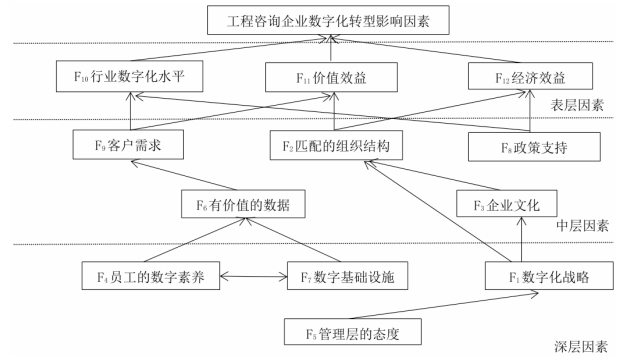 工程咨询企业数字化转型影响因素
F₁₀行业数字化水平
F₁₁价值效益
F₁₂经济效益
表层因素
F₉客户需求
F₂匹配的组织结构
F₈政策支持
F₆有价值的数据
F₃企业文化
中层因素
F₄员工的数字素养
F₇数字基础设施
F₁数字化战略
F₅管理层的态度
深层因素